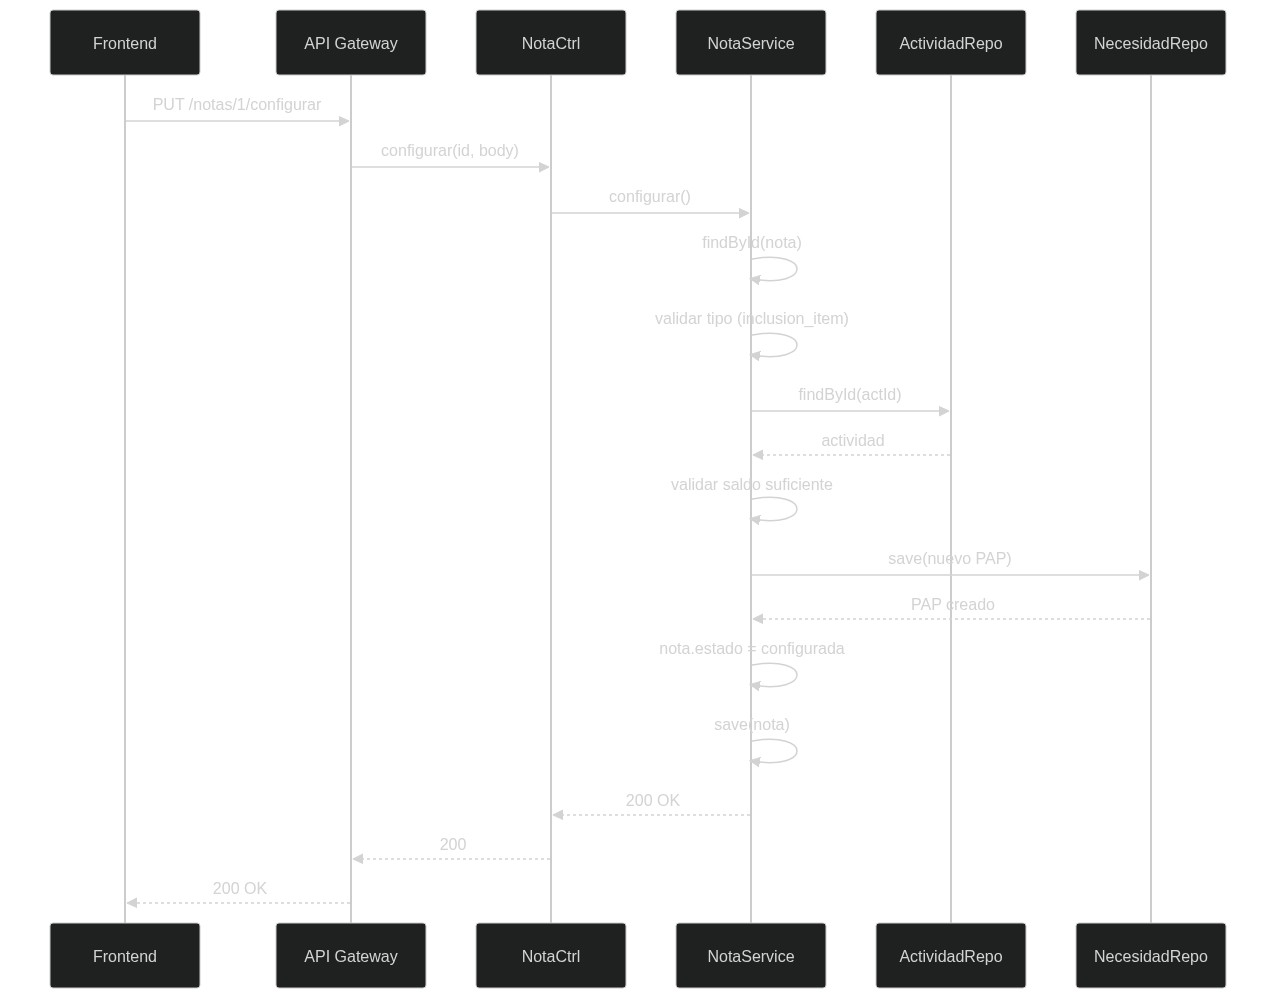 Frontend
API Gateway
NotaCtrl
NotaService
ActividadRepo
NecesidadRepo
PUT /notas/1/configurar
configurar(id, body)
configurar()
findById(nota)
validar tipo (inclusion_item)
findById(actId)
actividad
validar saldo suficiente
save(nuevo PAP)
PAP creado
nota.estado = configurada
save(nota)
200 OK
200
200 OK
Frontend
API Gateway
NotaCtrl
NotaService
ActividadRepo
NecesidadRepo